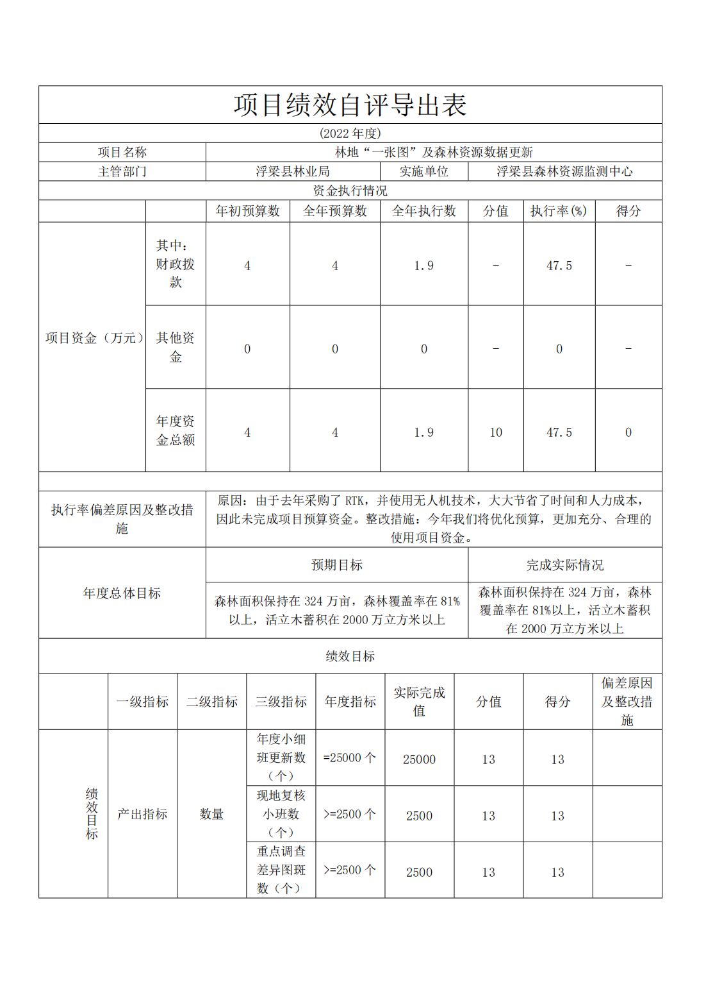 项目绩效自评导出表
(2022 年度)
项目名称 林地“一张图”及森林资源数据更新
主管部门 浮梁县林业局 实施单位 浮梁县森林资源监测中心
资金执行情况
年初预算数 全年预算数 全年执行数 分值 执行率(%) 得分
项目资金（万元）
其中：
财政拨
款
4 4 1.9 - 47.5 -
其他资
金
0 0 0 - 0 -
年度资
金总额
4 4 1.9 10 47.5 0
执行率偏差原因及整改措
施
原因：由于去年采购了 RTK，并使用无人机技术，大大节省了时间和人力成本，
因此未完成项目预算资金。整改措施：今年我们将优化预算，更加充分、合理的
使用项目资金。
年度总体目标
预期目标 完成实际情况
森林面积保持在 324 万亩，森林覆盖率在 81%
以上，活立木蓄积在 2000 万立方米以上
森林面积保持在 324 万亩，森林
覆盖率在 81%以上，活立木蓄积
在 2000 万立方米以上
绩效目标
一级指标 二级指标 三级指标 年度指标
实际完成
值
分值 得分
偏差原因
及整改措
施
绩效目标
产出指标 数量
年度小细
班更新数
（个）
=25000 个 25000 13 13
现地复核
小班数
（个）
>=2500 个 2500 13 13
重点调查
差异图斑
数（个）
>=2500 个 2500 13 13